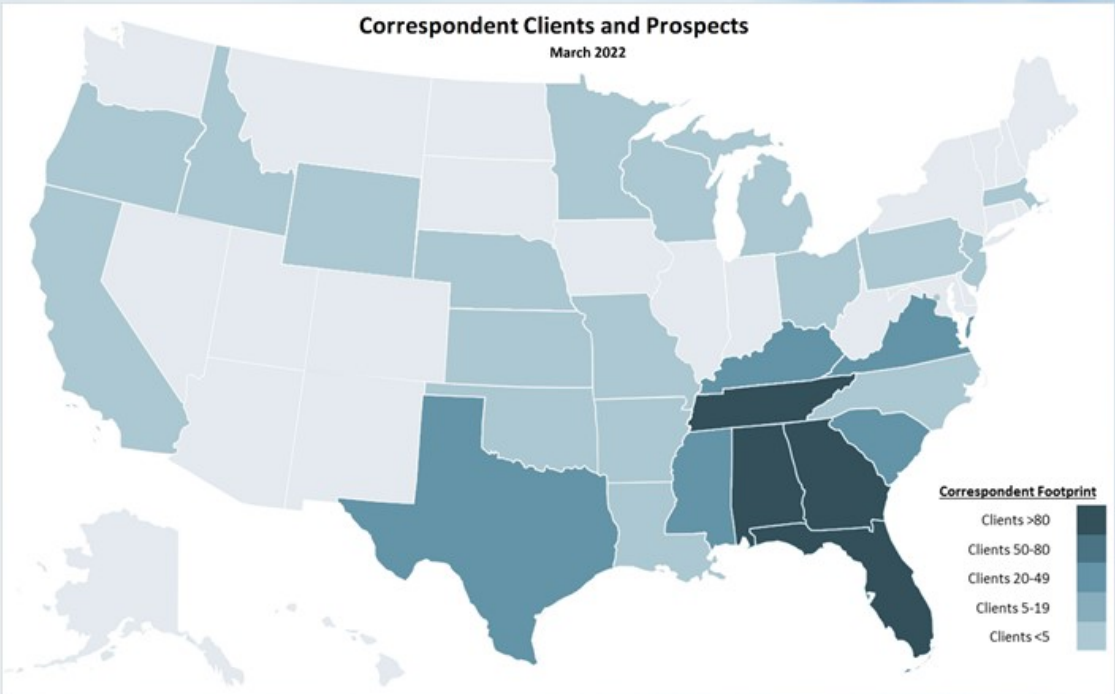 Correspondent Clients and Prospects
March 2022
Correspondent Footprint
Clients >80
Clients 50-80
Clients 20-49
Clients 5-19
Clients <5